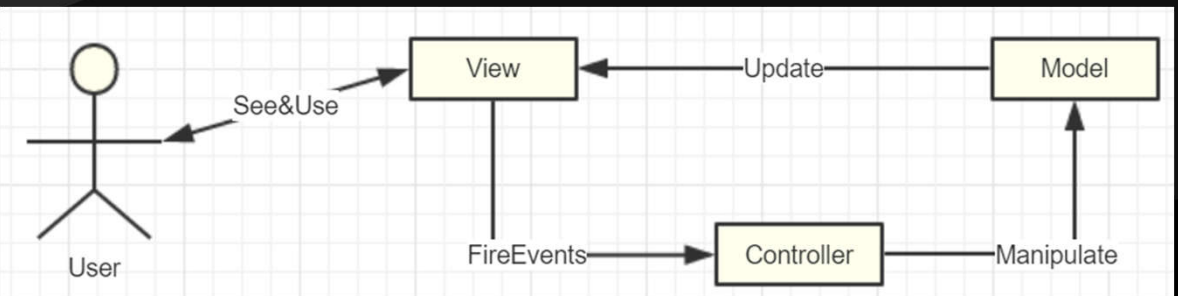 View
Update
Model
See&Use
FireEvents
Controller
Manipulate
User